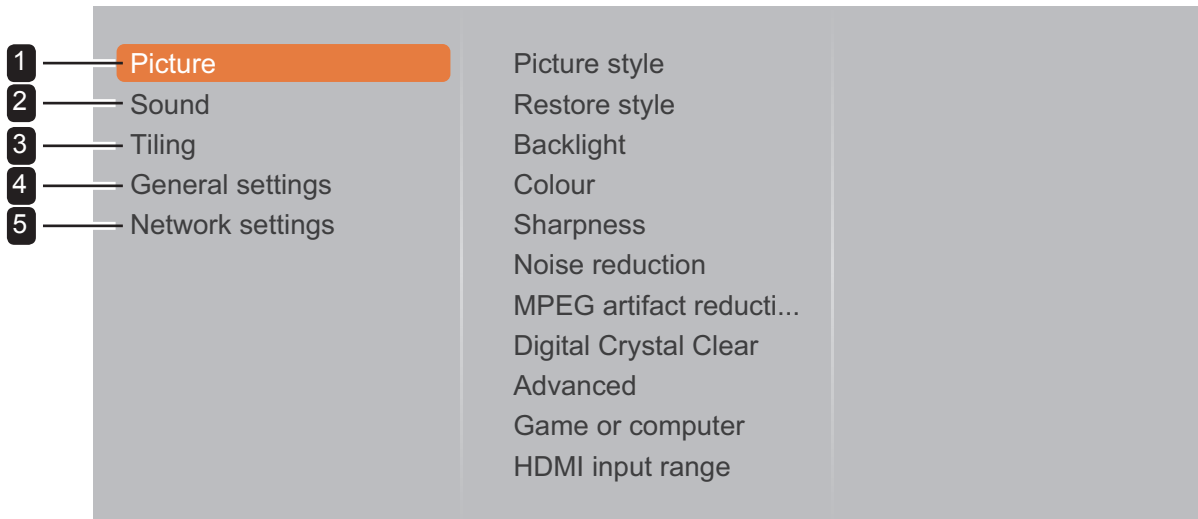 1 Picture
2 Sound
3 Tiling
4 General settings
5 Network settings
Picture style
Restore style
Backlight
Colour
Sharpness
Noise reduction
MPEG artifact reducti...
Digital Crystal Clear
Advanced
Game or computer
HDMI input range